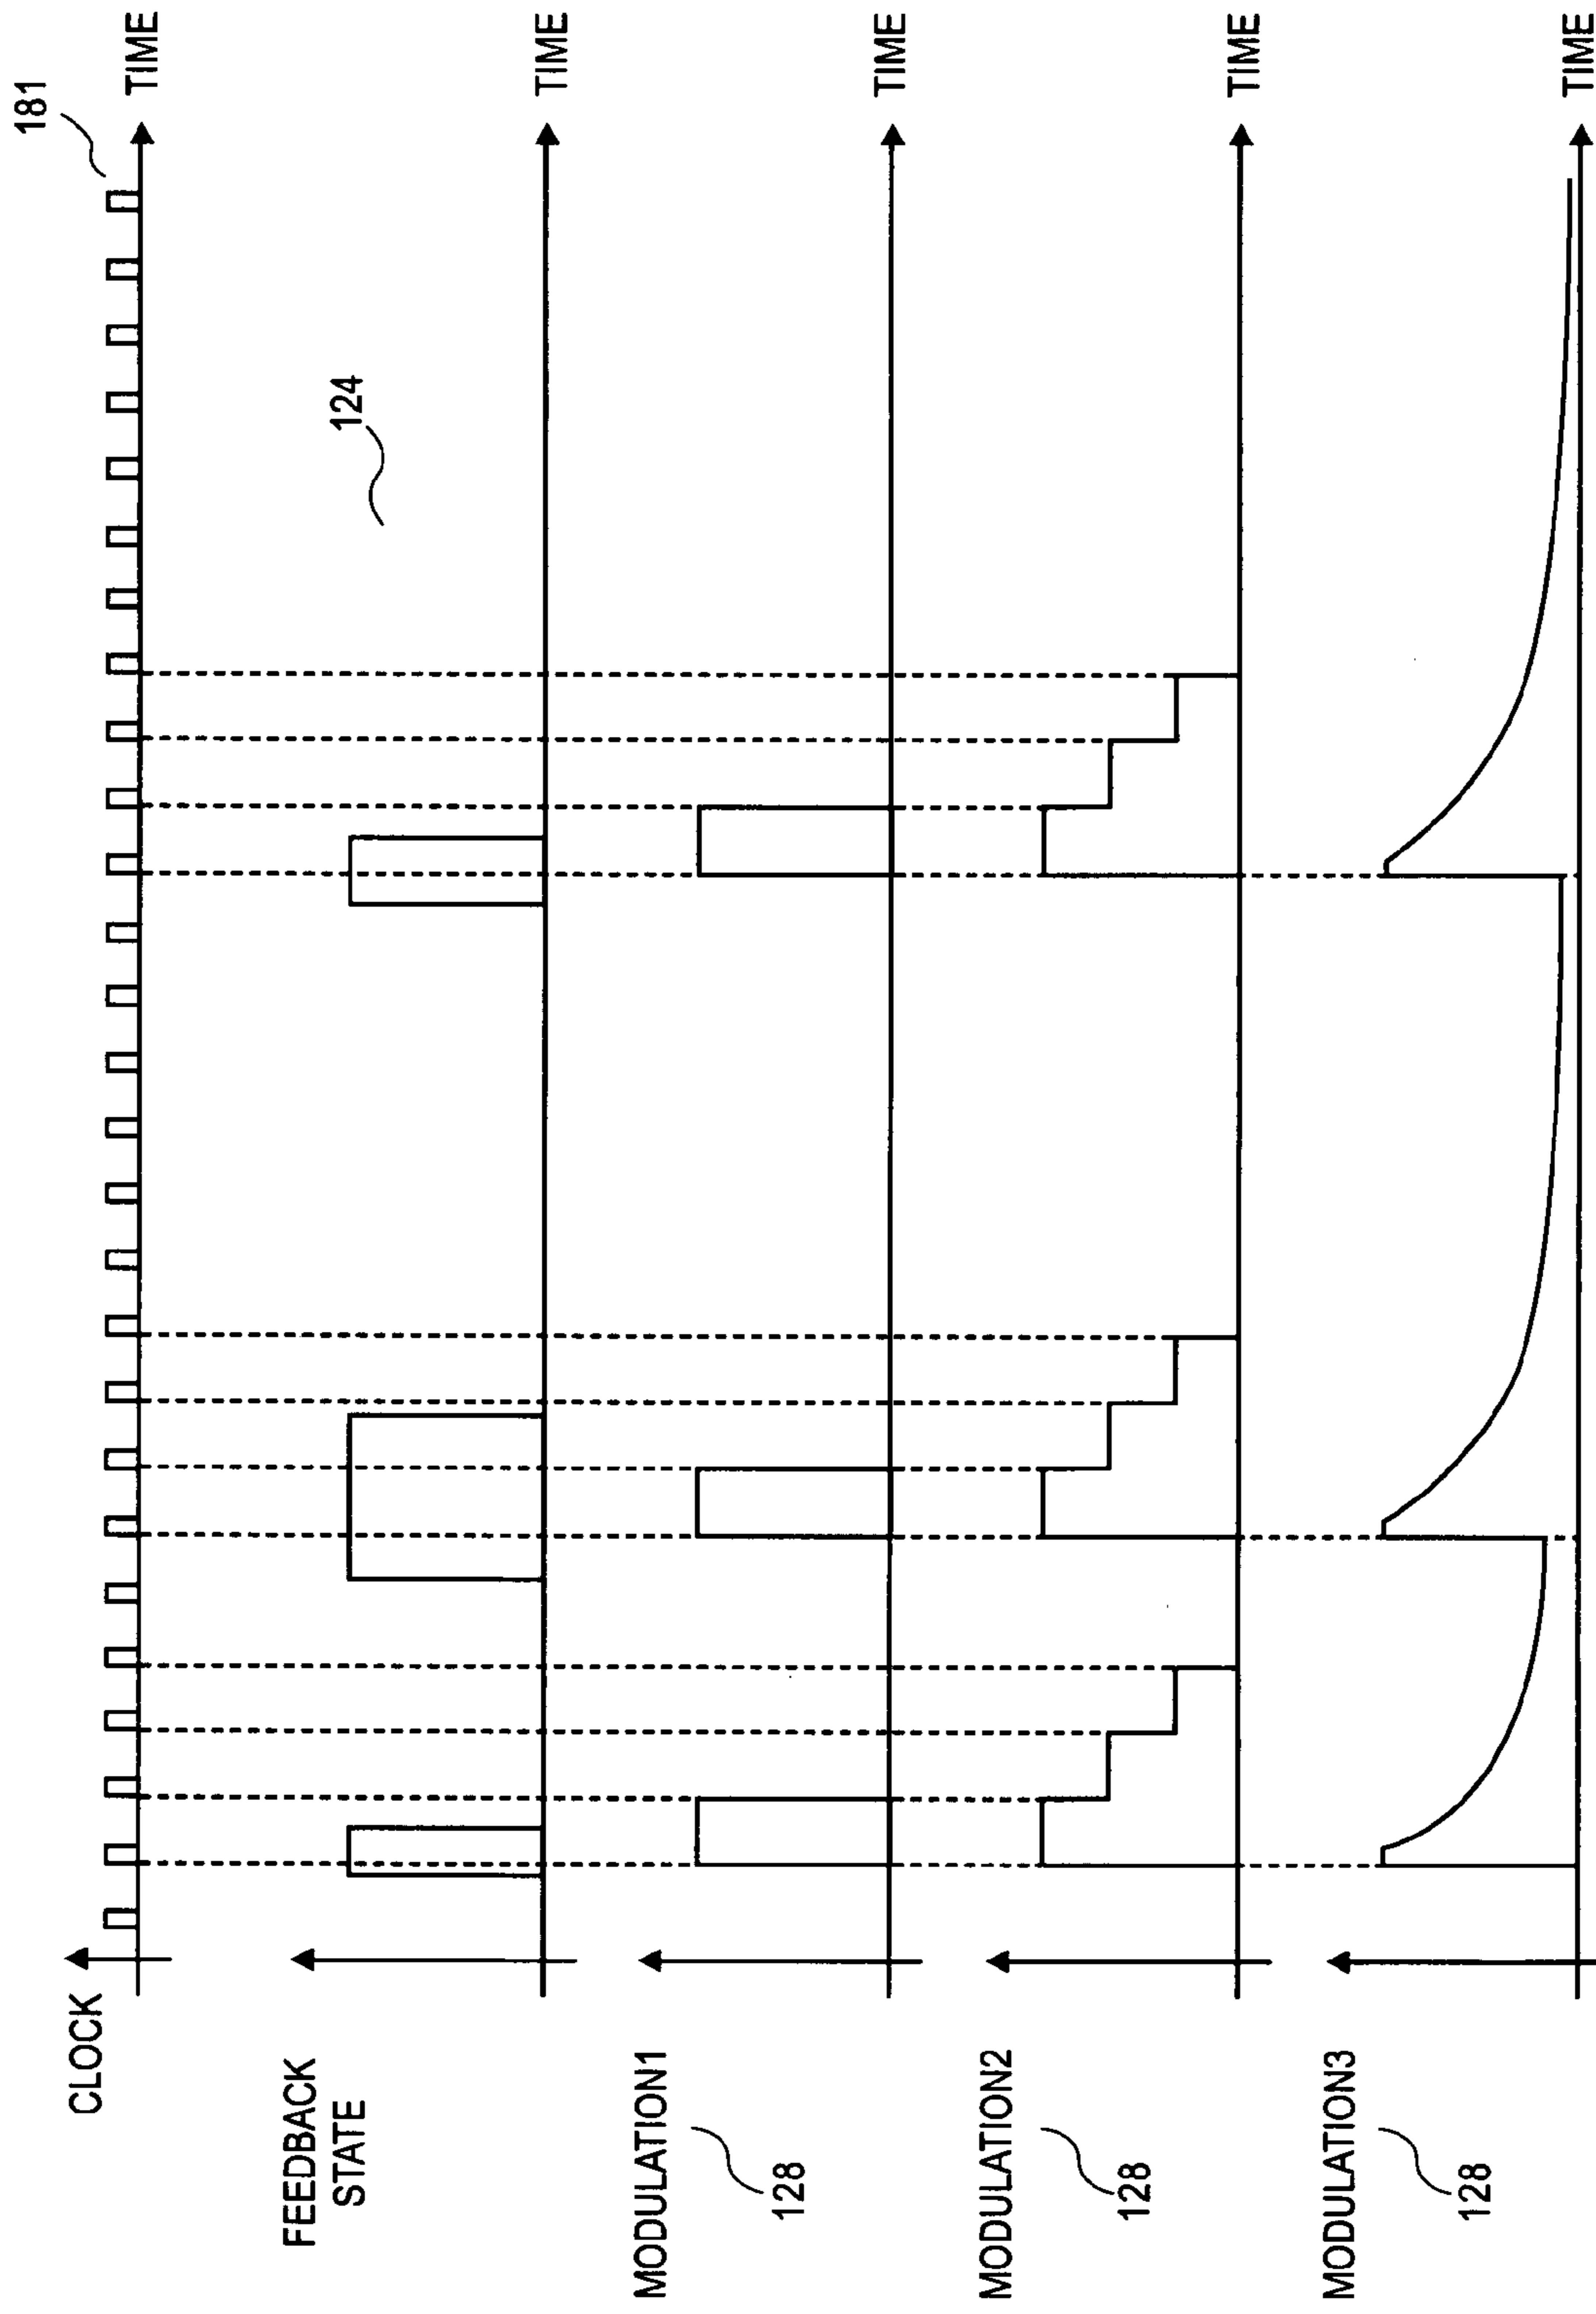 CLOCK
181
TIME
FEEDBACK
STATE
124
TIME
MODULATION1
128
TIME
MODULATION2
128
TIME
MODULATION3
128
TIME